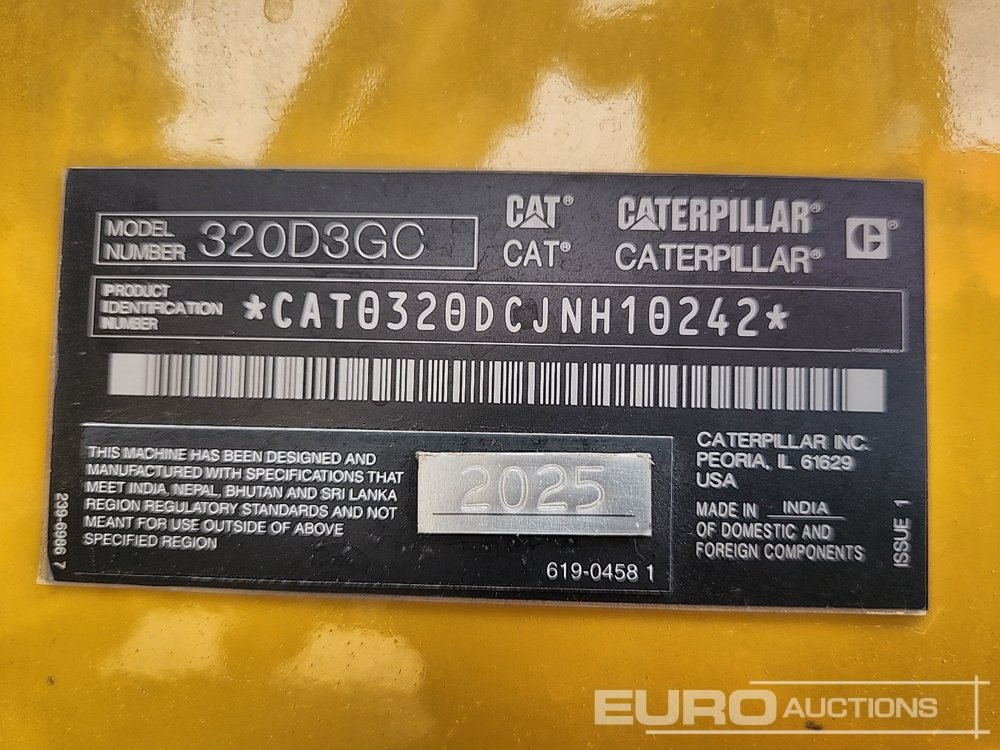 MODEL
NUMBER
320D3GC
CAT® CATERPILLAR®
CAT® CATERPILLAR® C®
PRODUCT
IDENTIFICATION
NUMBER
*CAT0320DCJNH10242*
THIS MACHINE HAS BEEN DESIGNED AND
MANUFACTURED WITH SPECIFICATIONS THAT
MEET INDIA, NEPAL, BHUTAN AND SRI LANKA
REGION REGULATORY STANDARDS AND NOT
MEANT FOR USE OUTSIDE OF ABOVE
SPECIFIED REGION
2025
619-0458 1
CATERPILLAR INC.
PEORIA, IL 61629
USA
MADE IN INDIA
OF DOMESTIC AND
FOREIGN COMPONENTS
ISSUE 1
239-6966 7
EURO AUCTIONS